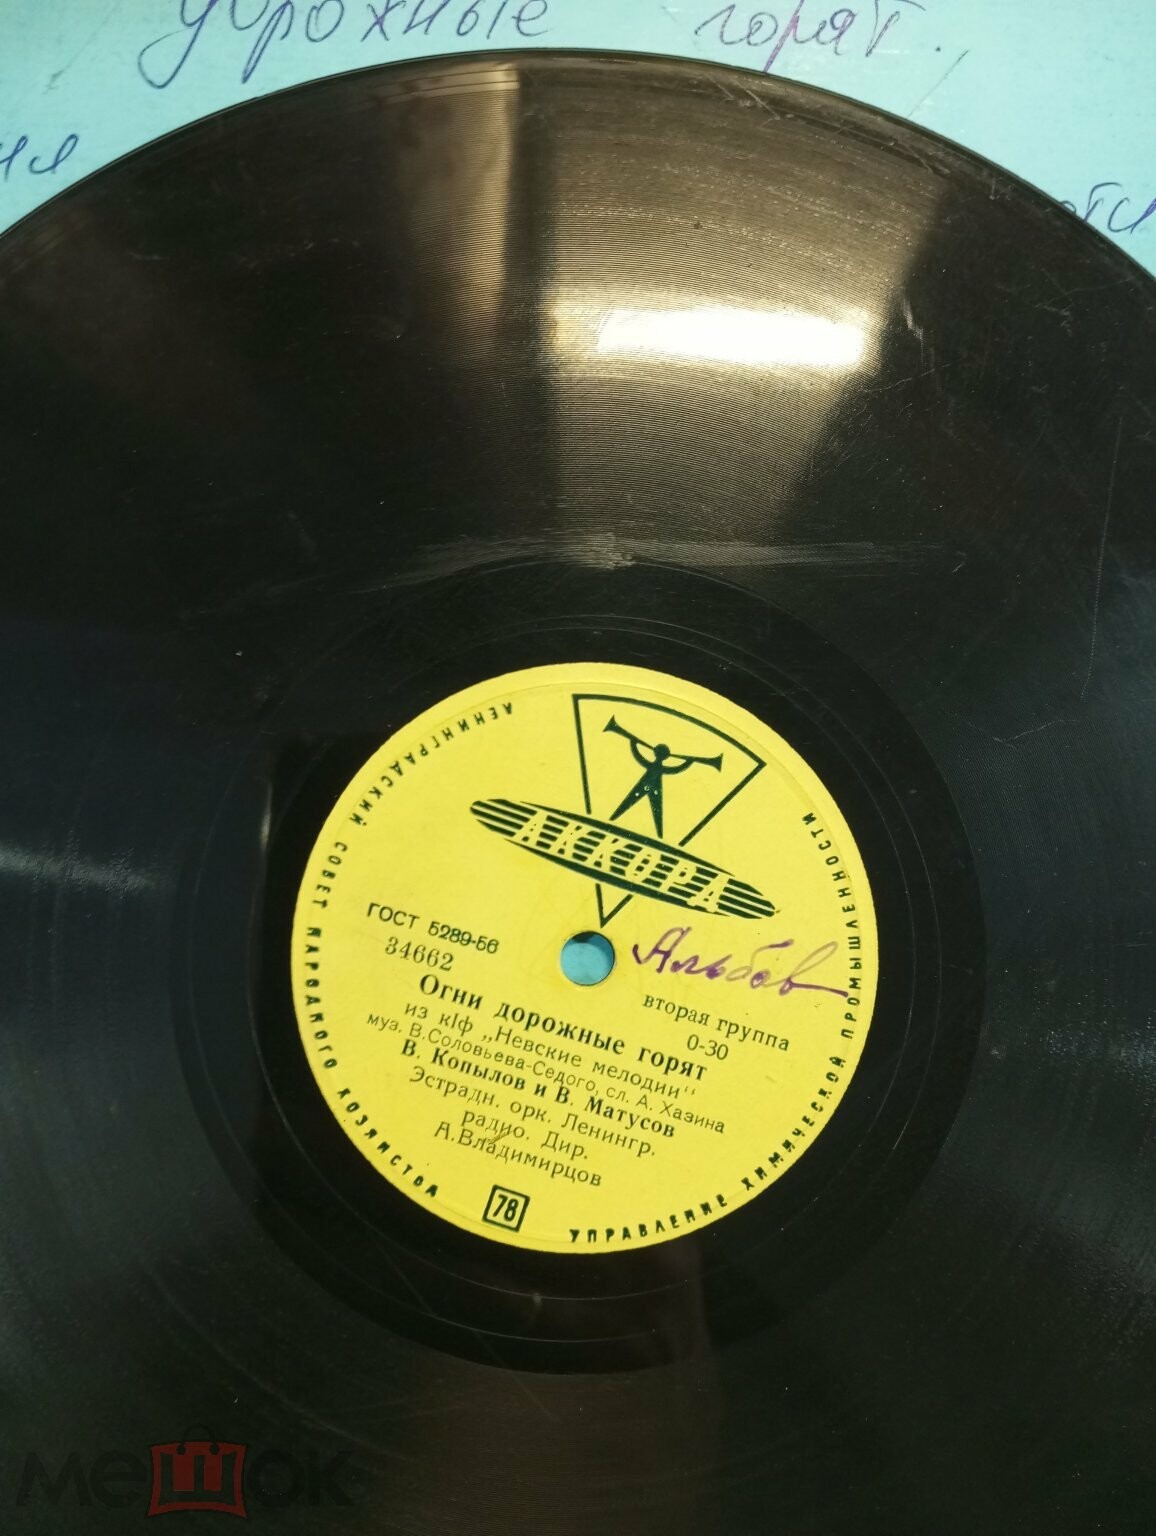 горят.
ЛЕНИНГРАДСКИЙ СОВЕТ НАРОДНОГО ХОЗЯЙСТВА
УПРАВЛЕНИЕ ХИМИЧЕСКОЙ ПРОМЫШЛЕННОСТИ
АККОРД
ГОСТ 5289-56
34662
Альбов
вторая группа
0-30
Огни дорожные горят
из к/ф „Невские мелодии“
муз. В.Соловьева-Седого, сл. А. Хазина
В. Копылов и В. Матусов
Эстрадн. орк. Ленингр.
радио. Дир.
А.Владимирцов
78
мешок